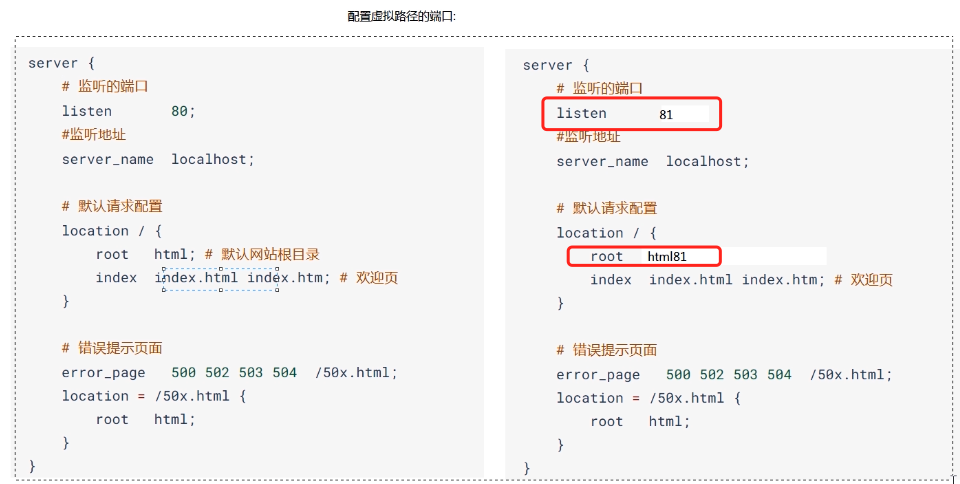 配置虚拟路径的端口:
server {
# 监听的端口
listen 80;
#监听地址
server_name localhost;
# 默认请求配置
location / {
root html; # 默认网站根目录
index index.html index.htm; # 欢迎页
}
# 错误提示页面
error_page 500 502 503 504 /50x.html;
location = /50x.html {
root html;
}
}
server {
# 监听的端口
listen 81
#监听地址
server_name localhost;
# 默认请求配置
location / {
root html81
index index.html index.htm; # 欢迎页
}
# 错误提示页面
error_page 500 502 503 504 /50x.html;
location = /50x.html {
root html;
}
}